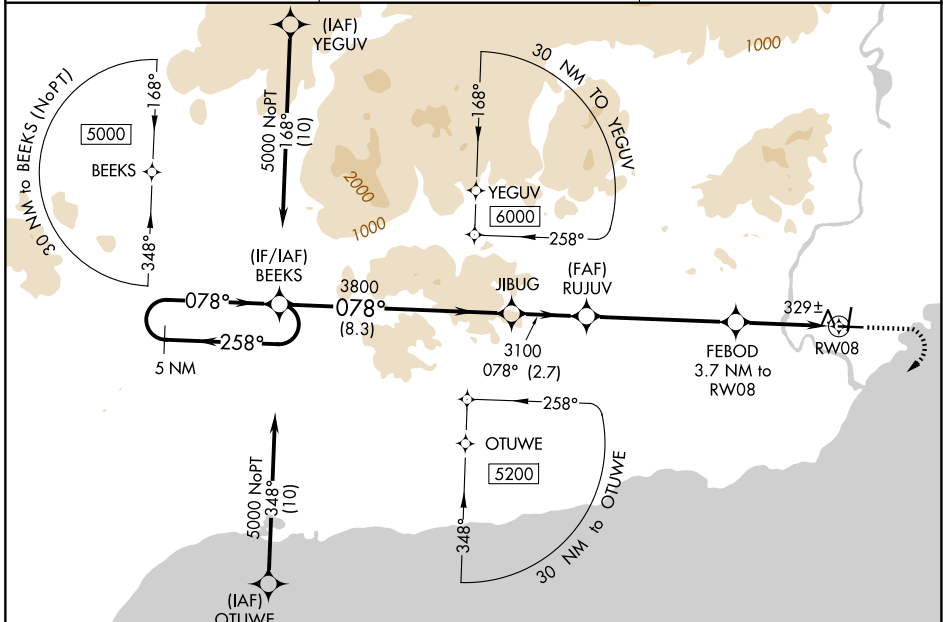 (IAF)
YEGUV
1000
30 NM to BEEKS (NoPT)
168°
5000
BEEKS
348°
5000 NoPT
168°
(10)
30 NM TO YEGUV
168°
YEGUV
6000
258°
2000
1000
(IF/IAF)
BEEKS
078°
258°
5 NM
3800
078°
(8.3)
JIBUG
(FAF)
RUJUV
3100
078° (2.7)
329±
FEBOD
3.7 NM to
RW08
RW08
258°
OTUWE
5200
348°
30 NM to OTUWE
5000 NoPT
348°
(10)
(IAF)
OTUWE